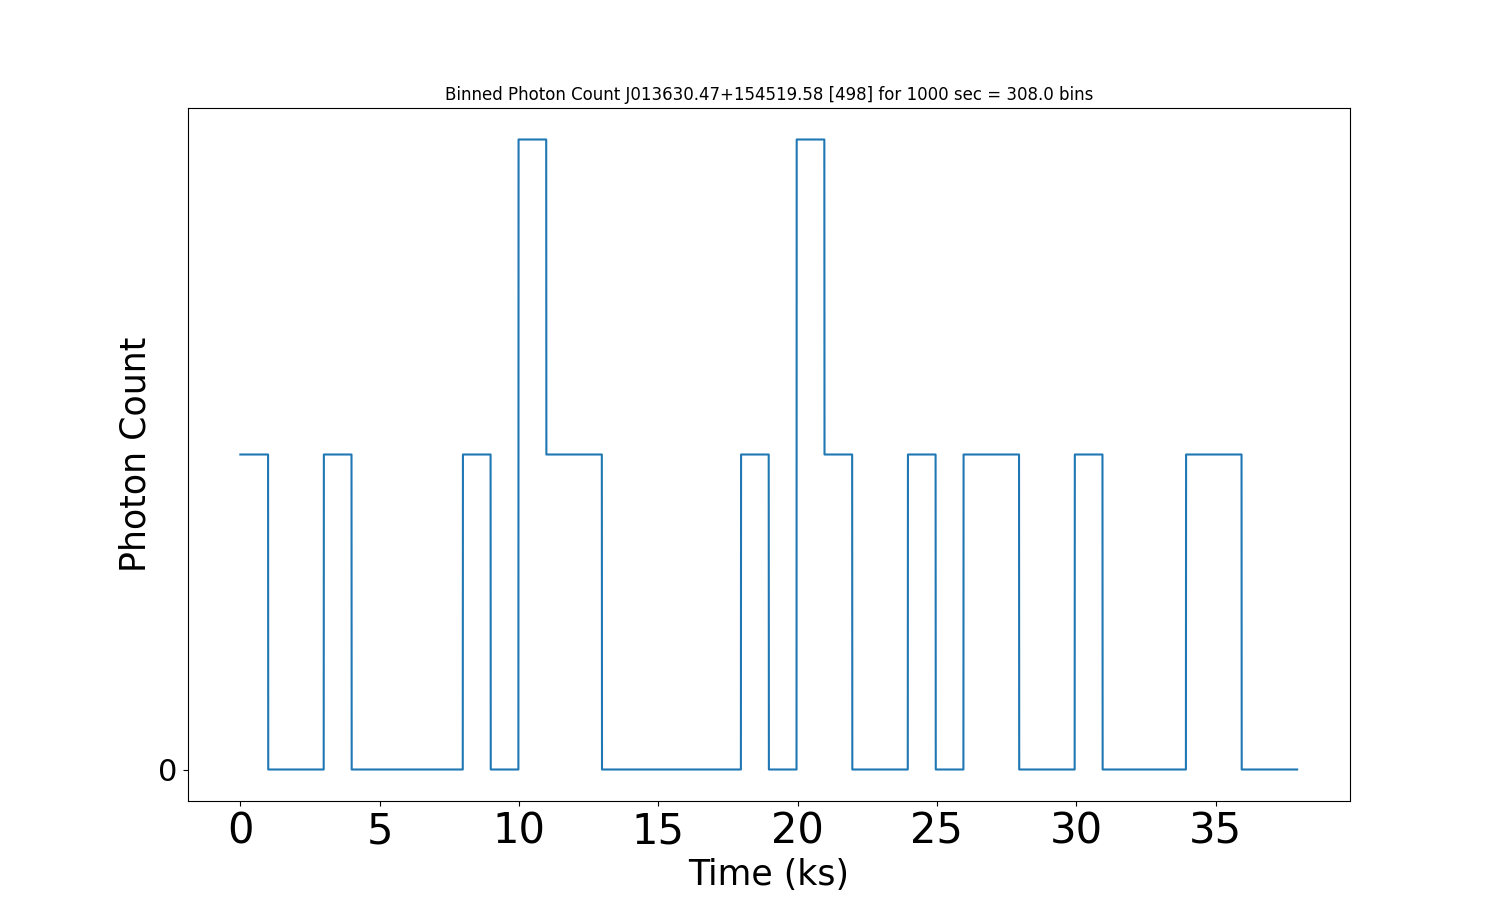 Binned Photon Count J013630.47+154519.58 [498] for 1000 sec = 308.0 bins
Photon Count
0
0 5 10 15 20 25 30 35
Time (ks)